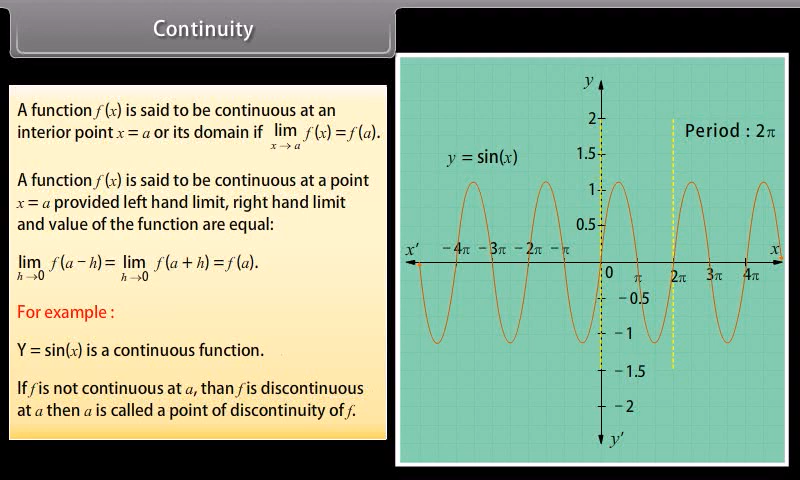 Continuity
A function f (x) is said to be continuous at an
interior point x = a or its domain if lim f (x) = f (a).
x → a
A function f (x) is said to be continuous at a point
x = a provided left hand limit, right hand limit
and value of the function are equal:
lim f (a − h) = lim f (a + h) = f (a).
h →0 h →0
For example :
Y = sin(x) is a continuous function.
If f is not continuous at a, than f is discontinuous
at a then a is called a point of discontinuity of f.
y
2
Period : 2π
1.5
y = sin(x)
1
0.5
x' −4π −3π −2π −π x
0 π 2π 3π 4π
−0.5
−1
−1.5
−2
y'